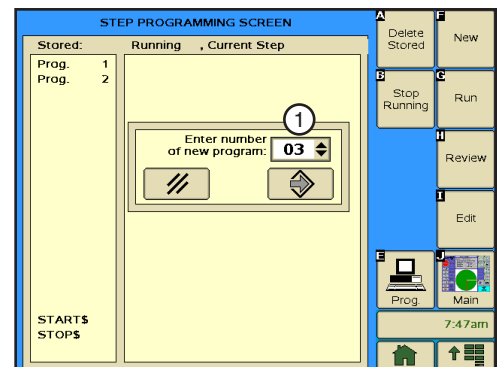 STEP PROGRAMMING SCREEN
Stored: Running , Current Step
Prog. 1
Prog. 2
1
Enter number
of new program: 03
START$
STOP$
A
Delete
Stored
F
New
B
Stop
Running
G
Run
Review
I
Edit
E
Prog.
J
Main
7:47am